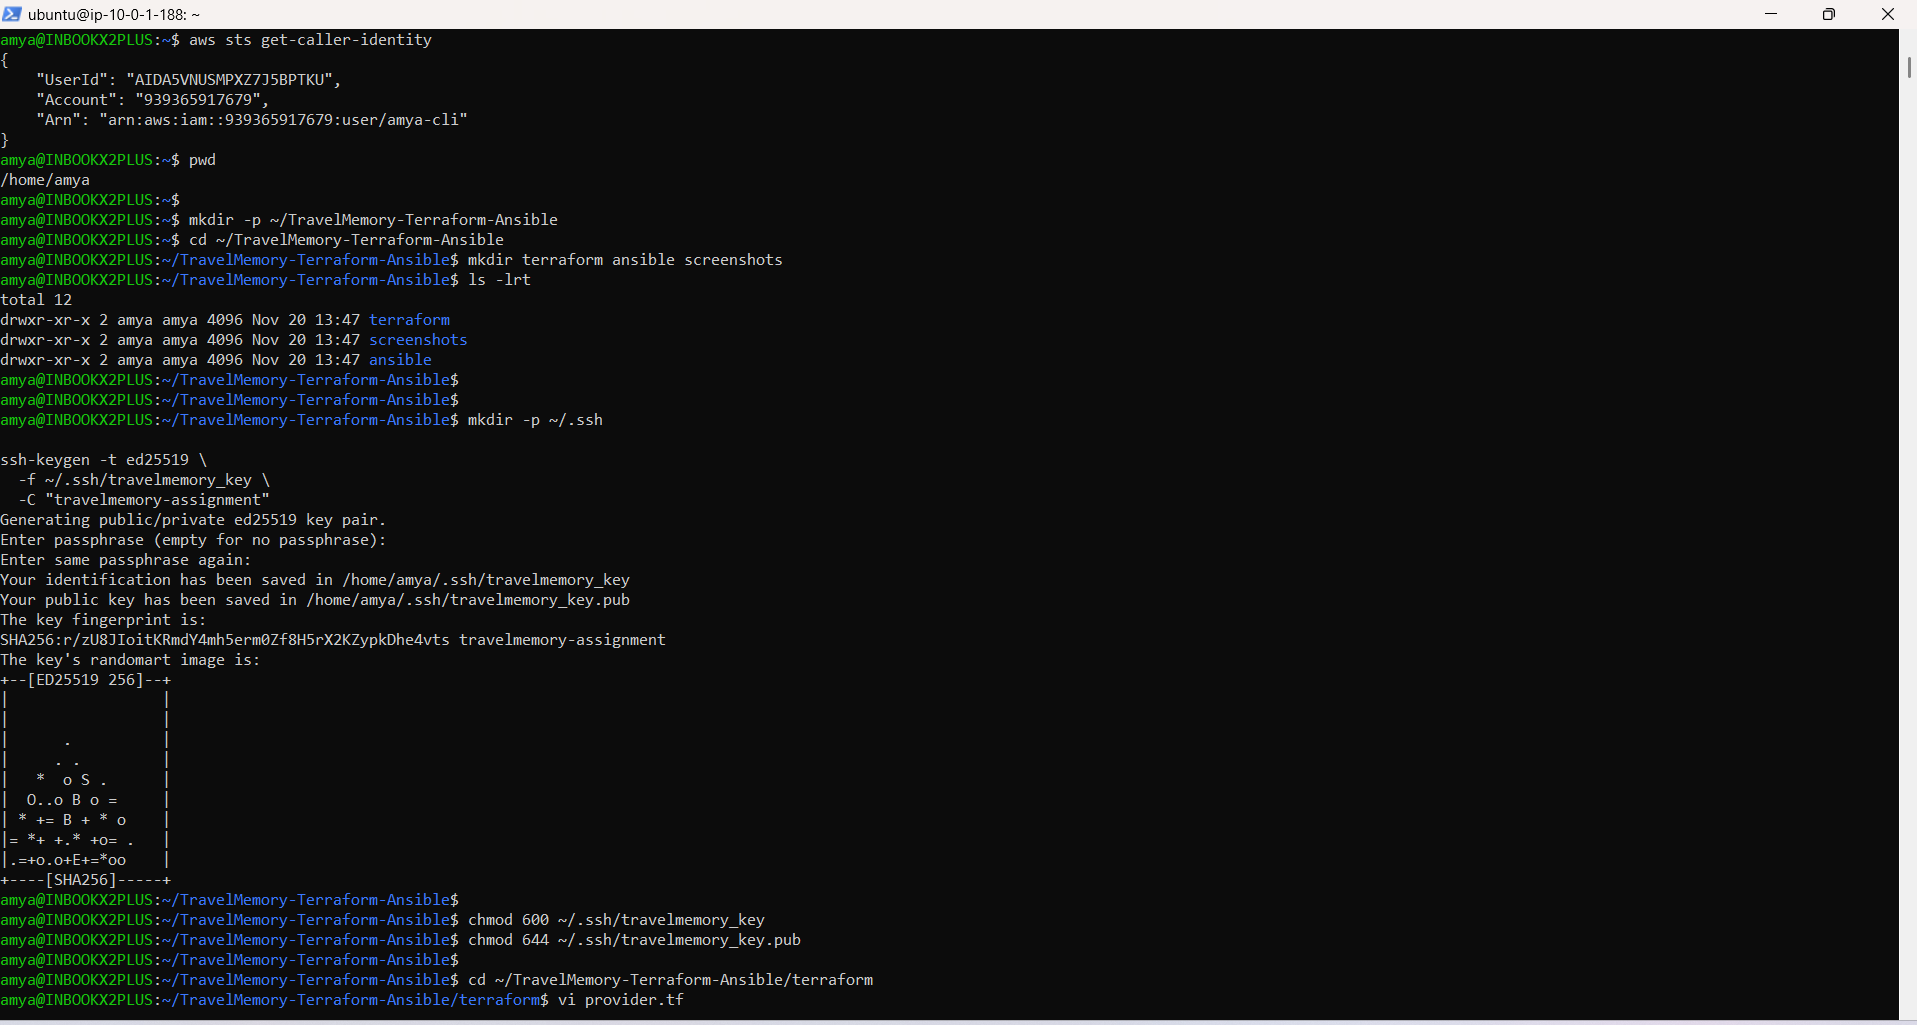 ubuntu@ip-10-0-1-188: ~
amya@INBOOKX2PLUS:~$ aws sts get-caller-identity
{
    "UserId": "AIDA5VNUSMPXZ7J5BPTKU",
    "Account": "939365917679",
    "Arn": "arn:aws:iam::939365917679:user/amya-cli"
}
amya@INBOOKX2PLUS:~$ pwd
/home/amya
amya@INBOOKX2PLUS:~$
amya@INBOOKX2PLUS:~$ mkdir -p ~/TravelMemory-Terraform-Ansible
amya@INBOOKX2PLUS:~$ cd ~/TravelMemory-Terraform-Ansible
amya@INBOOKX2PLUS:~/TravelMemory-Terraform-Ansible$ mkdir terraform ansible screenshots
amya@INBOOKX2PLUS:~/TravelMemory-Terraform-Ansible$ ls -lrt
total 12
drwxr-xr-x 2 amya amya 4096 Nov 20 13:47 terraform
drwxr-xr-x 2 amya amya 4096 Nov 20 13:47 screenshots
drwxr-xr-x 2 amya amya 4096 Nov 20 13:47 ansible
amya@INBOOKX2PLUS:~/TravelMemory-Terraform-Ansible$
amya@INBOOKX2PLUS:~/TravelMemory-Terraform-Ansible$
amya@INBOOKX2PLUS:~/TravelMemory-Terraform-Ansible$ mkdir -p ~/.ssh
ssh-keygen -t ed25519 \
  -f ~/.ssh/travelmemory_key \
  -C "travelmemory-assignment"
Generating public/private ed25519 key pair.
Enter passphrase (empty for no passphrase):
Enter same passphrase again:
Your identification has been saved in /home/amya/.ssh/travelmemory_key
Your public key has been saved in /home/amya/.ssh/travelmemory_key.pub
The key fingerprint is:
SHA256:r/zU8JIoitKRmdY4mh5erm0Zf8H5rX2KZypkDhe4vts travelmemory-assignment
The key's randomart image is:
+--[ED25519 256]--+
|                 |
|                 |
|      .          |
|     . .         |
|   *  o S .      |
|  O..o B o =     |
| * += B + * o    |
|= *+ +.* +o= .   |
|.=+o.o+E+=*oo    |
+----[SHA256]-----+
amya@INBOOKX2PLUS:~/TravelMemory-Terraform-Ansible$
amya@INBOOKX2PLUS:~/TravelMemory-Terraform-Ansible$ chmod 600 ~/.ssh/travelmemory_key
amya@INBOOKX2PLUS:~/TravelMemory-Terraform-Ansible$ chmod 644 ~/.ssh/travelmemory_key.pub
amya@INBOOKX2PLUS:~/TravelMemory-Terraform-Ansible$
amya@INBOOKX2PLUS:~/TravelMemory-Terraform-Ansible$ cd ~/TravelMemory-Terraform-Ansible/terraform
amya@INBOOKX2PLUS:~/TravelMemory-Terraform-Ansible/terraform$ vi provider.tf